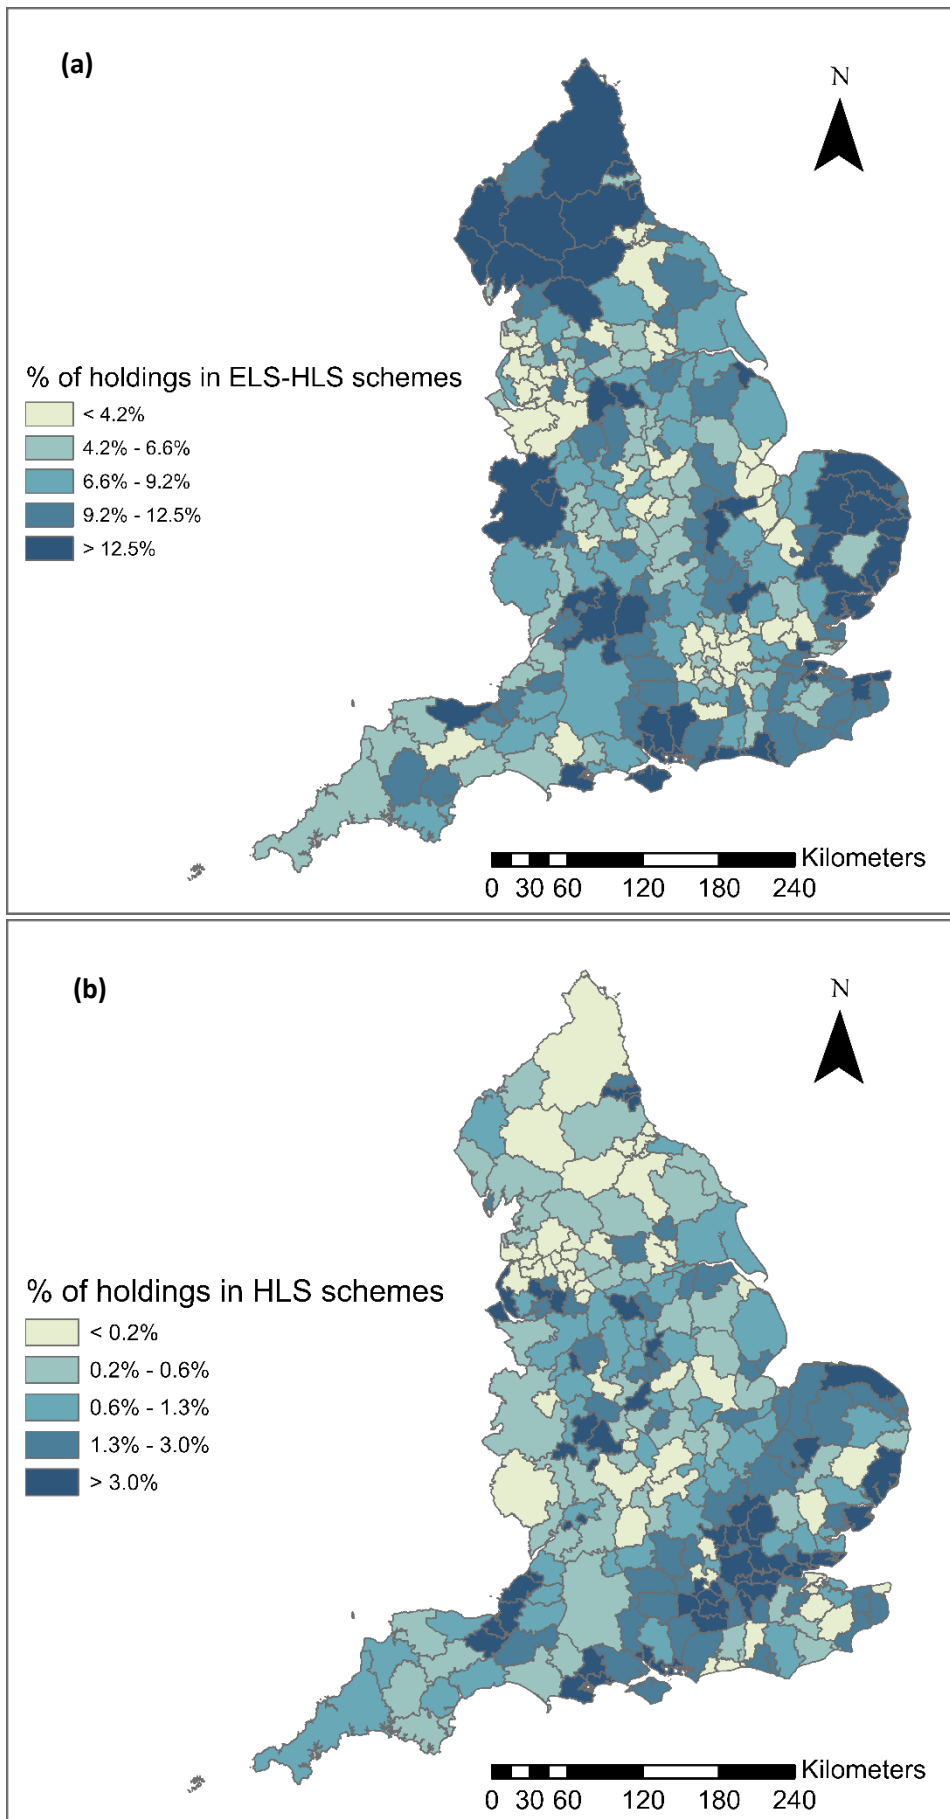 (a)
N
% of holdings in ELS-HLS schemes
< 4.2%
4.2% - 6.6%
6.6% - 9.2%
9.2% - 12.5%
> 12.5%
Kilometers
0 30 60 120 180 240
(b)
N
% of holdings in HLS schemes
< 0.2%
0.2% - 0.6%
0.6% - 1.3%
1.3% - 3.0%
> 3.0%
Kilometers
0 30 60 120 180 240